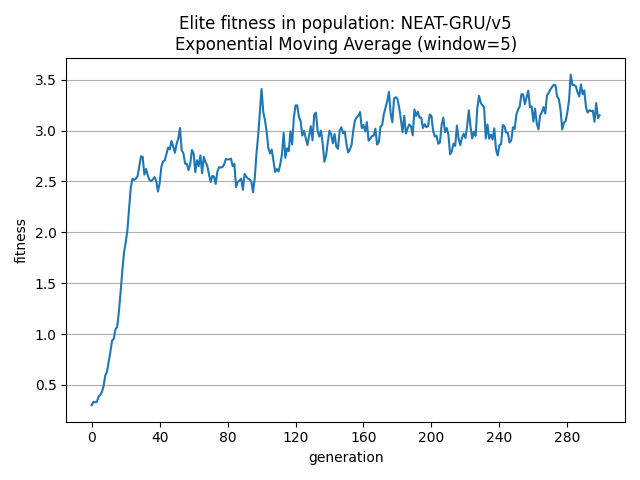 Elite fitness in population: NEAT-GRU/v5
Exponential Moving Average (window=5)
3.5
3.0
2.5
2.0
1.5
1.0
0.5
fitness
0 40 80 120 160 200 240 280
generation